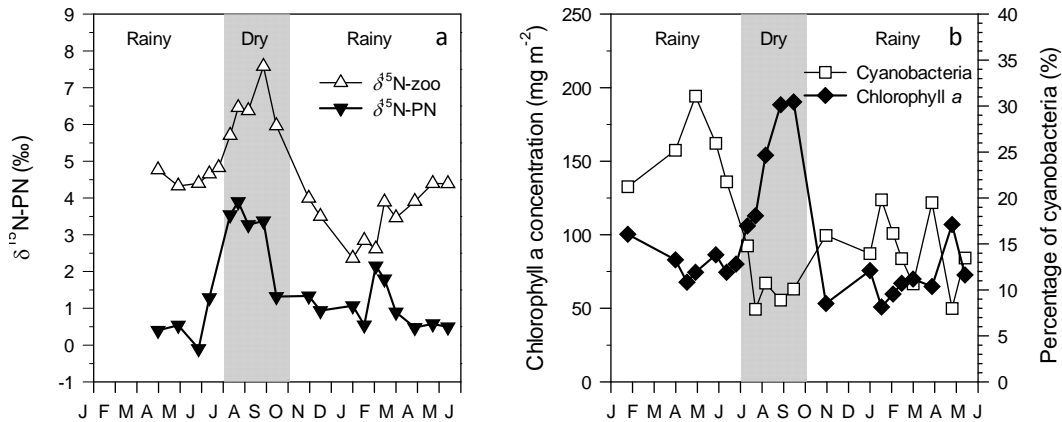 9
8
7
6
5
4
3
2
1
0
-1
δ¹⁵N-PN (‰)
Rainy Dry Rainy a
δ¹⁵N-zoo
δ¹⁵N-PN
J F M A M J J A S O N D J F M A M J
250
200
150
100
50
0
Chlorophyll a concentration (mg m⁻²)
Rainy Dry Rainy b
Cyanobacteria
Chlorophyll a
40
35
30
25
20
15
10
5
0
Percentage of cyanobacteria (%)
J F M A M J J A S O N D J F M A M J